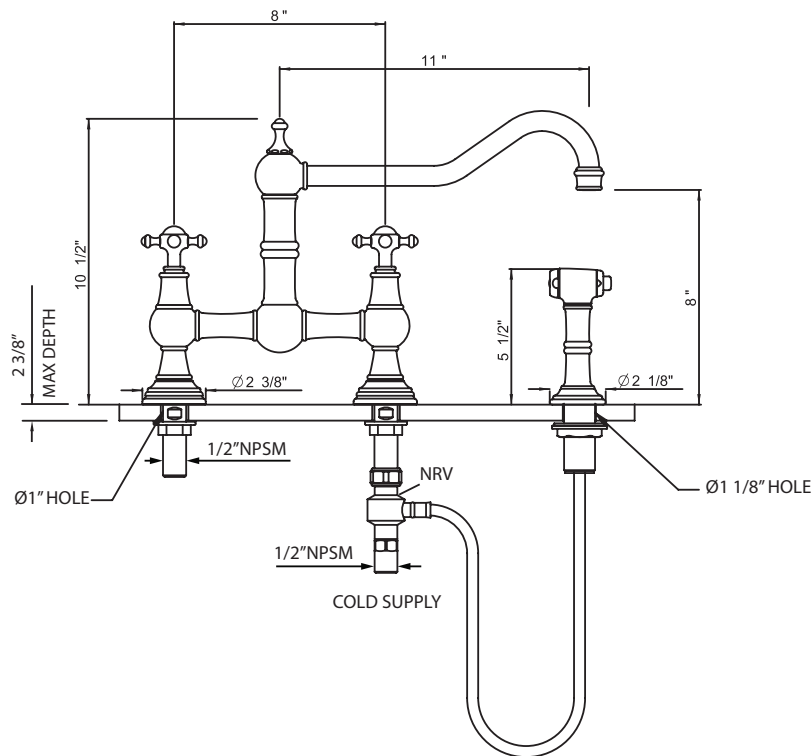 8"
11"
10 1/2"
2 3/8"
MAX DEPTH
5 1/2"
8"
Ø2 3/8"
Ø2 1/8"
1/2”NPSM
Ø1” HOLE
NRV
Ø1 1/8” HOLE
1/2”NPSM
COLD SUPPLY